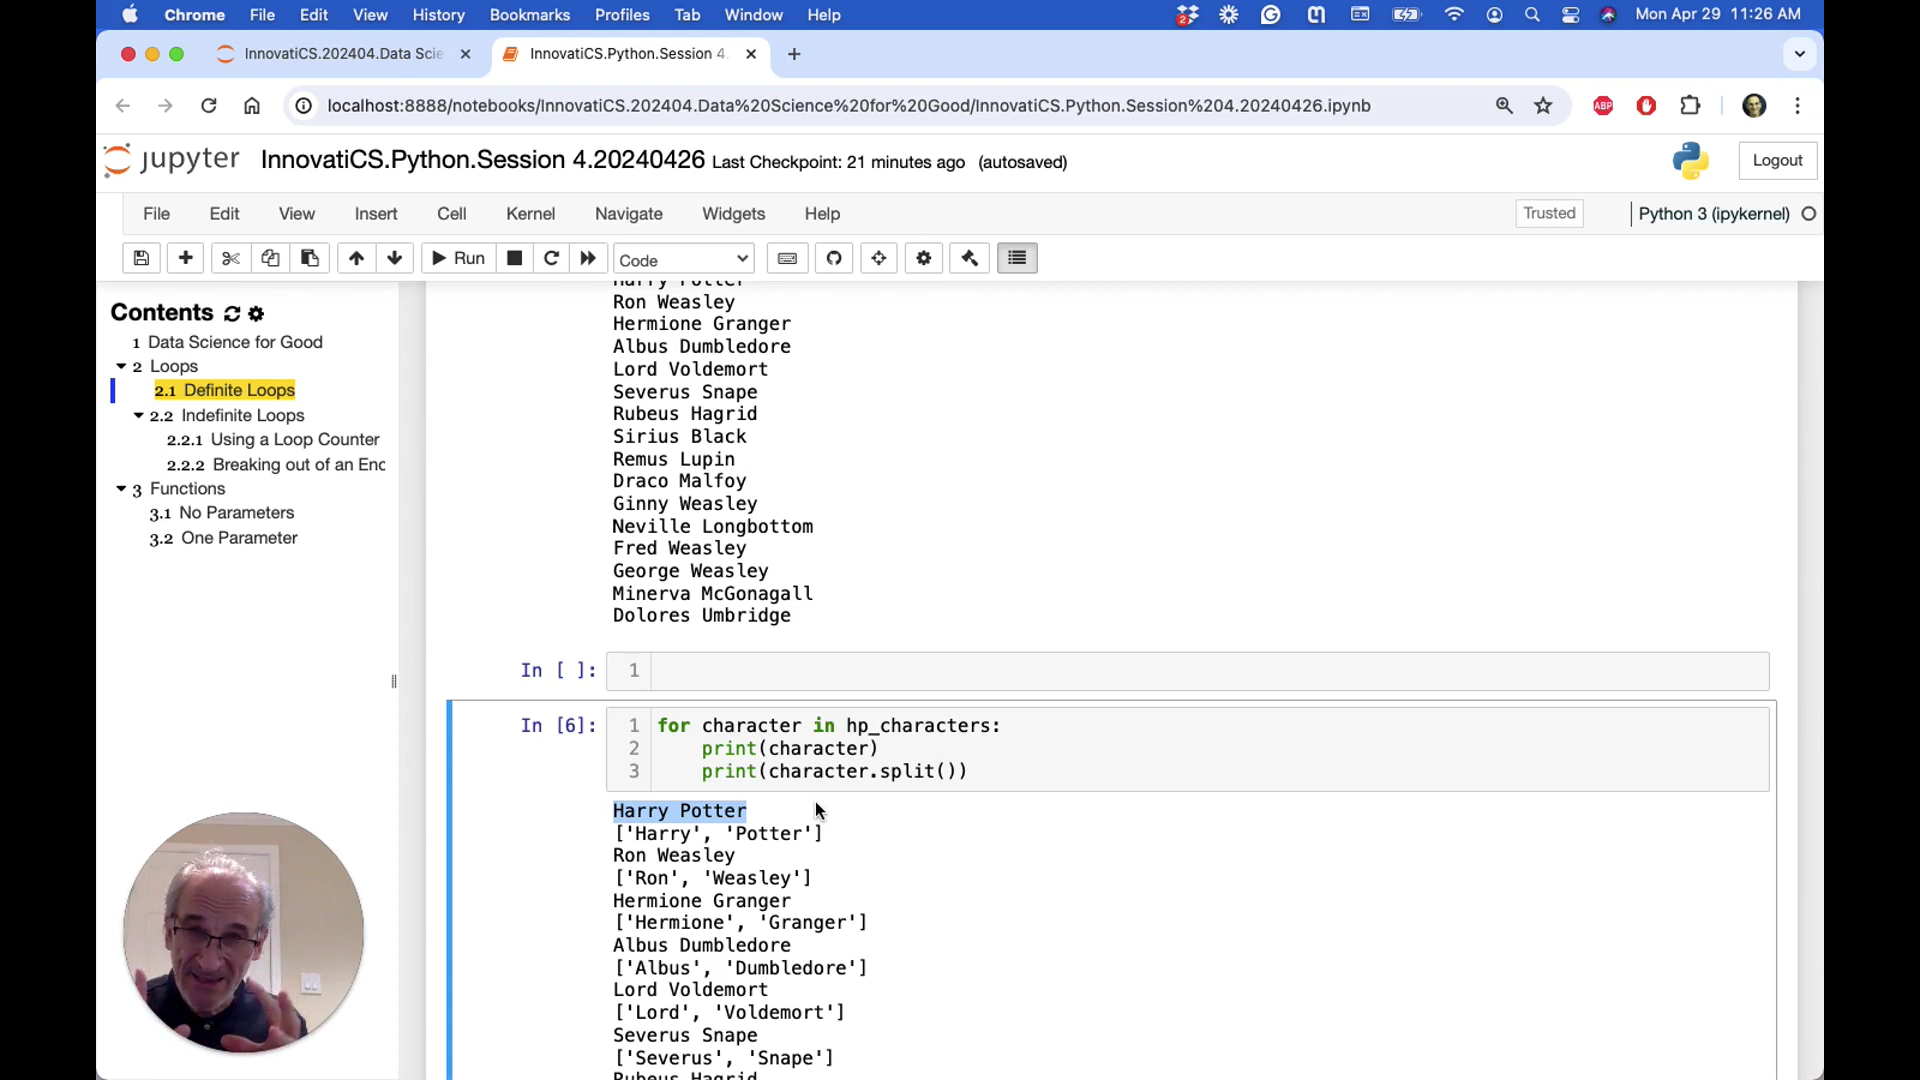 Chrome File Edit View History Bookmarks Profiles Tab Window Help 2 Mon Apr 29 11:26 AM
InnovatiCS.202404.Data Scie InnovatiCS.Python.Session 4.
localhost:8888/notebooks/InnovatiCS.202404.Data%20Science%20for%20Good/InnovatiCS.Python.Session%204.20240426.ipynb ABP
jupyter InnovatiCS.Python.Session 4.20240426 Last Checkpoint: 21 minutes ago (autosaved) Logout
File Edit View Insert Cell Kernel Navigate Widgets Help Trusted Python 3 (ipykernel)
Run Code
Contents
1 Data Science for Good
2 Loops
2.1 Definite Loops
2.2 Indefinite Loops
2.2.1 Using a Loop Counter
2.2.2 Breaking out of an End
3 Functions
3.1 No Parameters
3.2 One Parameter
Harry Potter
Ron Weasley
Hermione Granger
Albus Dumbledore
Lord Voldemort
Severus Snape
Rubeus Hagrid
Sirius Black
Remus Lupin
Draco Malfoy
Ginny Weasley
Neville Longbottom
Fred Weasley
George Weasley
Minerva McGonagall
Dolores Umbridge
In [ ]: 1
In [6]: 1 for character in hp_characters:
2 print(character)
3 print(character.split())
Harry Potter
['Harry', 'Potter']
Ron Weasley
['Ron', 'Weasley']
Hermione Granger
['Hermione', 'Granger']
Albus Dumbledore
['Albus', 'Dumbledore']
Lord Voldemort
['Lord', 'Voldemort']
Severus Snape
['Severus', 'Snape']
Rubeus Hagrid